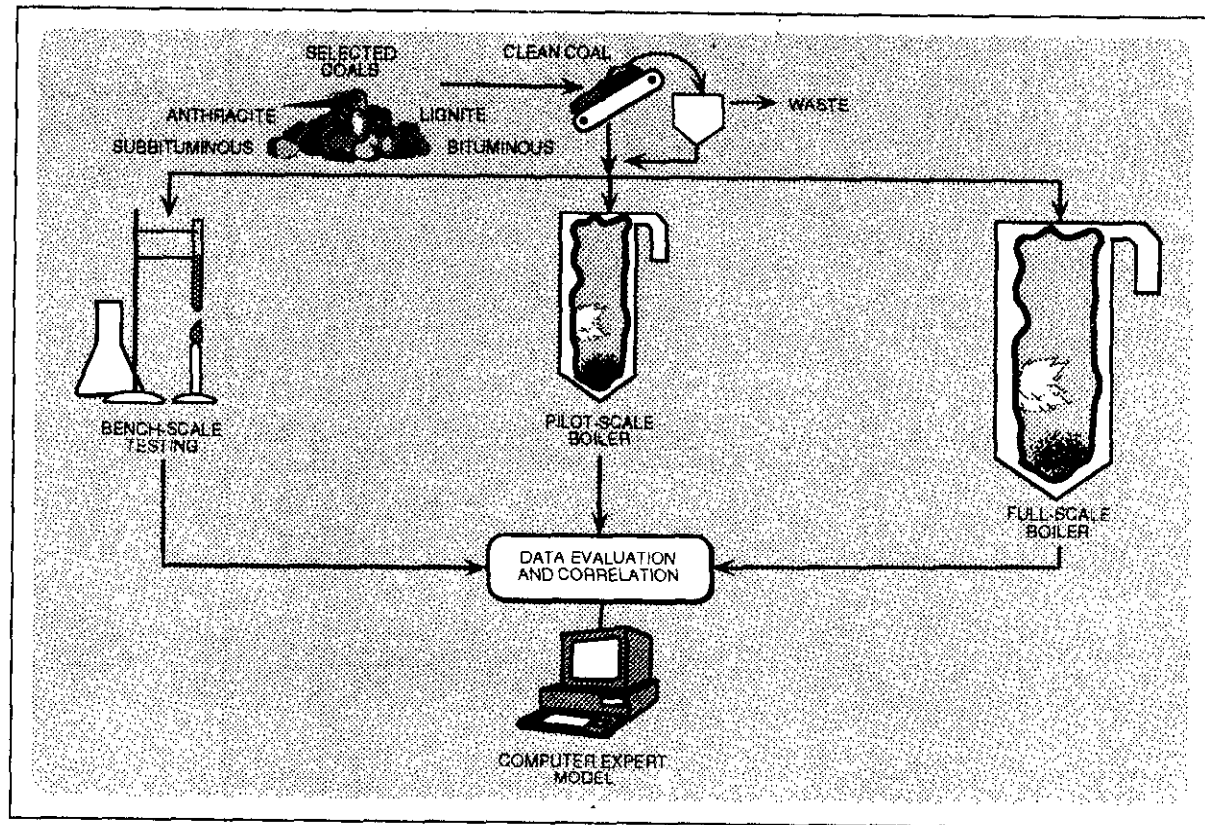 SELECTED
COALS
CLEAN COAL
WASTE
ANTHRACITE
LIGNITE
SUBBITUMINOUS
BITUMINOUS
BENCH-SCALE
TESTING
PILOT-SCALE
BOILER
FULL-SCALE
BOILER
DATA EVALUATION
AND CORRELATION
COMPUTER EXPERT
MODEL